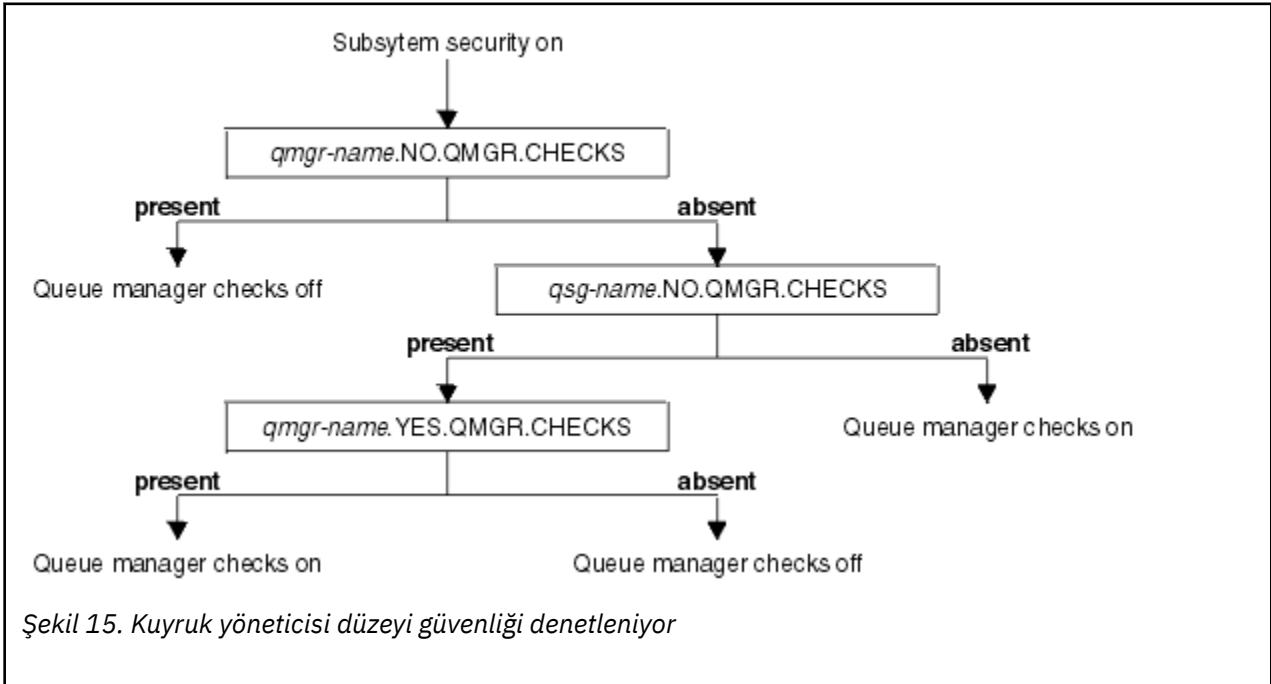 Subsytem security on
qmgr-name.NO.QMGR.CHECKS
present absent
Queue manager checks off
qsg-name.NO.QMGR.CHECKS
present absent
qmgr-name.YES.QMGR.CHECKS
Queue manager checks on
present absent
Queue manager checks on Queue manager checks off
Şekil 15. Kuyruk yöneticisi düzeyi güvenliği denetleniyor